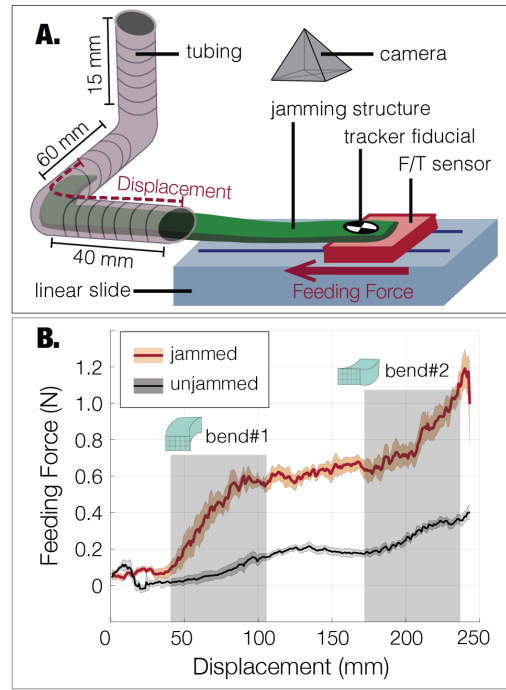 A.
tubing
camera
15 mm
jamming structure
tracker fiducial
F/T sensor
60 mm
Displacement
40 mm
linear slide
Feeding Force
B.
jammed
unjammed
bend#1
bend#2
Feeding Force (N)
1.2
1.0
0.8
0.6
0.4
0.2
0
0 50 100 150 200 250
Displacement (mm)